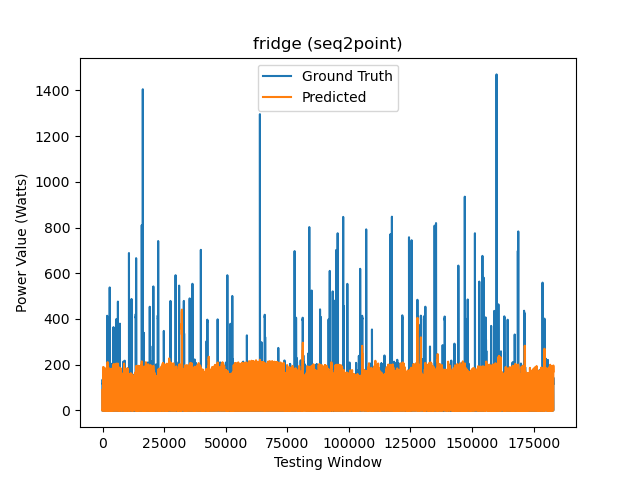 fridge (seq2point)
Ground Truth
Predicted
Power Value (Watts)
1400
1200
1000
800
600
400
200
0
0 25000 50000 75000 100000 125000 150000 175000
Testing Window